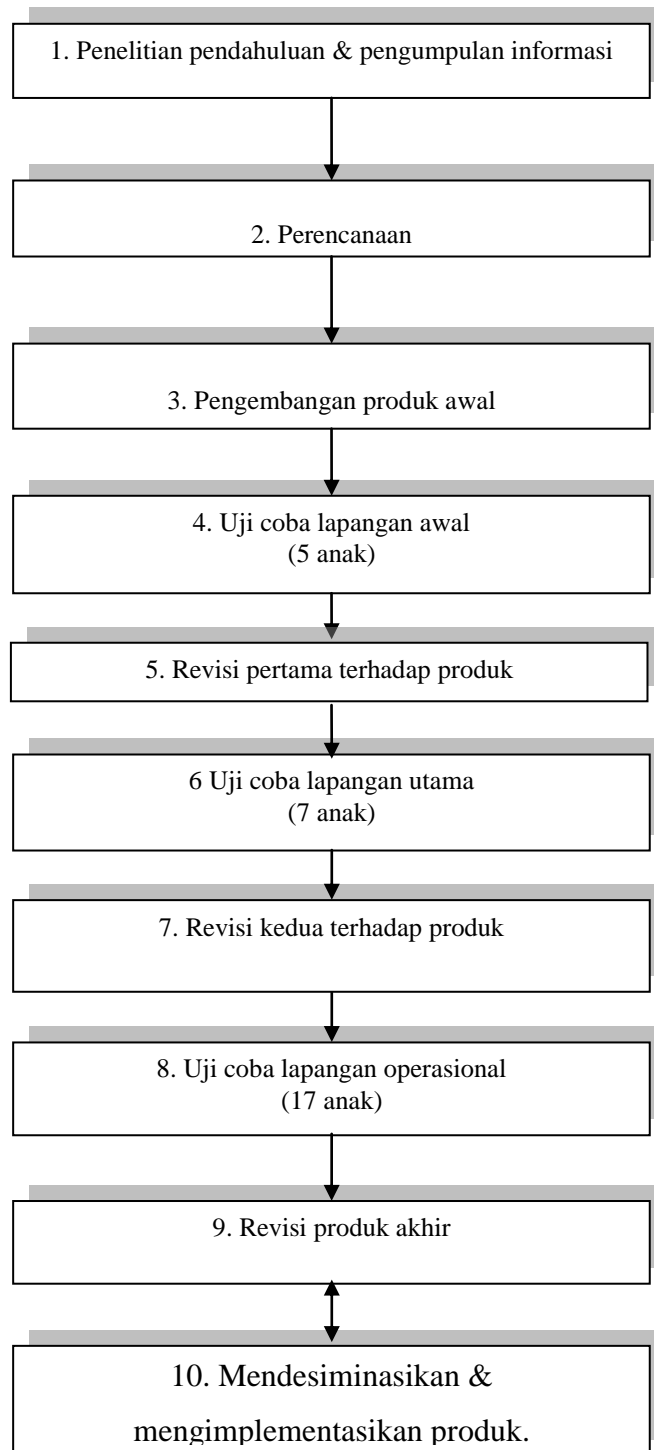 1. Penelitian pendahuluan & pengumpulan informasi
2. Perencanaan
3. Pengembangan produk awal
4. Uji coba lapangan awal
(5 anak)
5. Revisi pertama terhadap produk
6 Uji coba lapangan utama
(7 anak)
7. Revisi kedua terhadap produk
8. Uji coba lapangan operasional
(17 anak)
9. Revisi produk akhir
10. Mendesiminasikan &
mengimplementasikan produk.